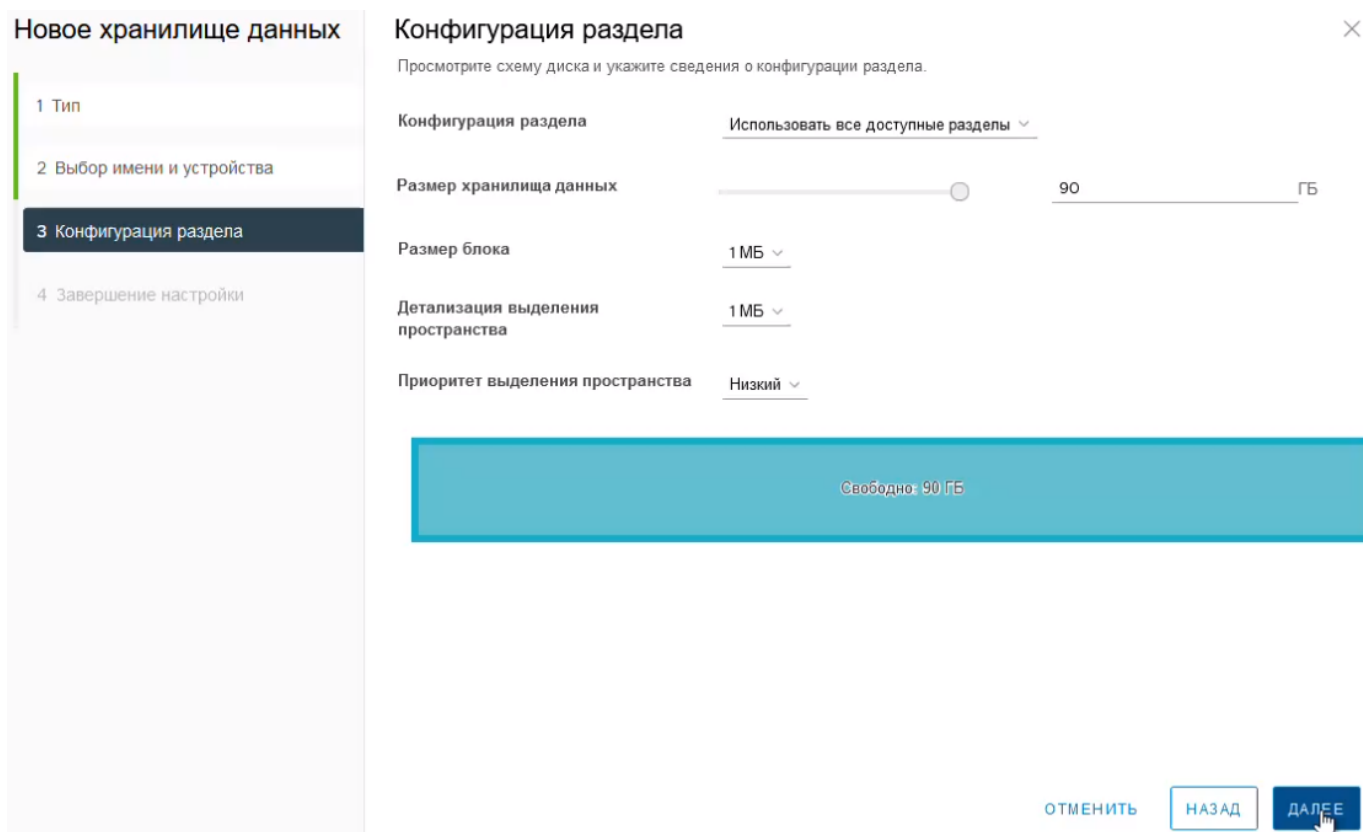 Новое хранилище данных
1 Тип
2 Выбор имени и устройства
3 Конфигурация раздела
4 Завершение настройки
Конфигурация раздела
Просмотрите схему диска и укажите сведения о конфигурации раздела.
Конфигурация раздела Использовать все доступные разделы
Размер хранилища данных 90 ГБ
Размер блока 1 МБ
Детализация выделения
пространства 1 МБ
Приоритет выделения пространства Низкий
Свободно: 90 ГБ
ОТМЕНИТЬ НАЗАД ДАЛЕЕ